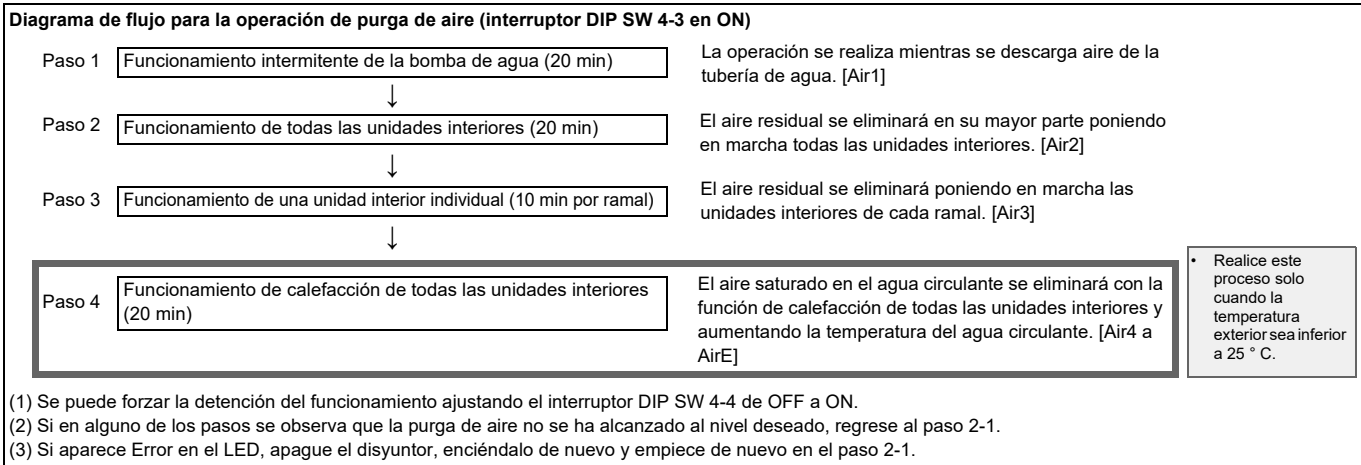 Diagrama de flujo para la operación de purga de aire (interruptor DIP SW 4-3 en ON)
Paso 1
Funcionamiento intermitente de la bomba de agua (20 min)
La operación se realiza mientras se descarga aire de la
tubería de agua. [Air1]
↓
Paso 2
Funcionamiento de todas las unidades interiores (20 min)
El aire residual se eliminará en su mayor parte poniendo
en marcha todas las unidades interiores. [Air2]
↓
Paso 3
Funcionamiento de una unidad interior individual (10 min por ramal)
El aire residual se eliminará poniendo en marcha las
unidades interiores de cada ramal. [Air3]
↓
Paso 4
Funcionamiento de calefacción de todas las unidades interiores
(20 min)
El aire saturado en el agua circulante se eliminará con la
función de calefacción de todas las unidades interiores y
aumentando la temperatura del agua circulante. [Air4 a
AirE]
• Realice este
proceso solo
cuando la
temperatura
exterior sea inferior
a 25 ° C.
(1) Se puede forzar la detención del funcionamiento ajustando el interruptor DIP SW 4-4 de OFF a ON.
(2) Si en alguno de los pasos se observa que la purga de aire no se ha alcanzado al nivel deseado, regrese al paso 2-1.
(3) Si aparece Error en el LED, apague el disyuntor, enciéndalo de nuevo y empiece de nuevo en el paso 2-1.